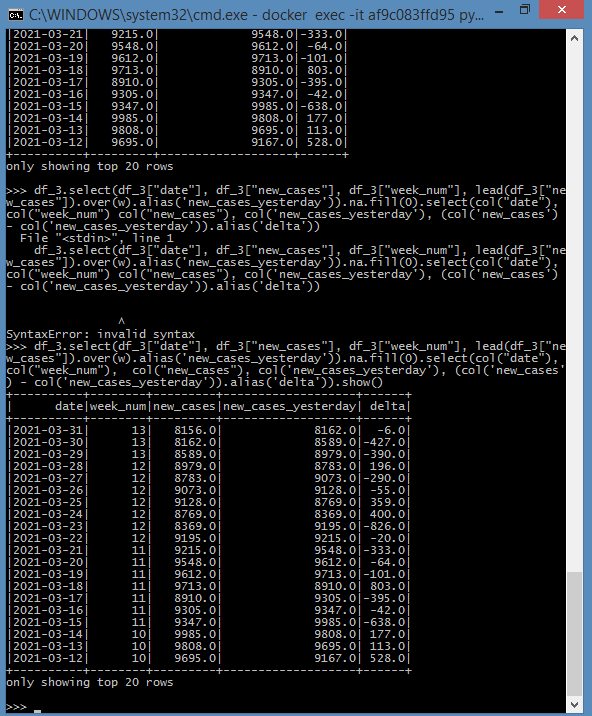 C:\WINDOWS\system32\cmd.exe - docker exec -it af9c083ffd95 py...
|2021-03-21|   9215.0|             9548.0|-333.0|
|2021-03-20|   9548.0|             9612.0| -64.0|
|2021-03-19|   9612.0|             9713.0|-101.0|
|2021-03-18|   9713.0|             8910.0| 803.0|
|2021-03-17|   8910.0|             9305.0|-395.0|
|2021-03-16|   9305.0|             9347.0| -42.0|
|2021-03-15|   9347.0|             9985.0|-638.0|
|2021-03-14|   9985.0|             9808.0| 177.0|
|2021-03-13|   9808.0|             9695.0| 113.0|
|2021-03-12|   9695.0|             9167.0| 528.0|
+----------+---------+-------------------+------+
only showing top 20 rows
>>> df_3.select(df_3["date"], df_3["new_cases"], df_3["week_num"], lead(df_3["ne
w_cases"]).over(w).alias('new_cases_yesterday')).na.fill(0).select(col("date"),
col("week_num") col("new_cases"), col('new_cases_yesterday'), (col('new_cases')
- col('new_cases_yesterday')).alias('delta'))
  File "<stdin>", line 1
    df_3.select(df_3["date"], df_3["new_cases"], df_3["week_num"], lead(df_3["ne
w_cases"]).over(w).alias('new_cases_yesterday')).na.fill(0).select(col("date"),
col("week_num") col("new_cases"), col('new_cases_yesterday'), (col('new_cases')
- col('new_cases_yesterday')).alias('delta'))
^
SyntaxError: invalid syntax
>>> df_3.select(df_3["date"], df_3["new_cases"], df_3["week_num"], lead(df_3["ne
w_cases"]).over(w).alias('new_cases_yesterday')).na.fill(0).select(col("date"),
col("week_num"),  col("new_cases"), col('new_cases_yesterday'), (col('new_cases'
) - col('new_cases_yesterday')).alias('delta')).show()
+----------+--------+---------+-------------------+------+
|      date|week_num|new_cases|new_cases_yesterday| delta|
+----------+--------+---------+-------------------+------+
|2021-03-31|      13|   8156.0|             8162.0|  -6.0|
|2021-03-30|      13|   8162.0|             8589.0|-427.0|
|2021-03-29|      13|   8589.0|             8979.0|-390.0|
|2021-03-28|      12|   8979.0|             8783.0| 196.0|
|2021-03-27|      12|   8783.0|             9073.0|-290.0|
|2021-03-26|      12|   9073.0|             9128.0| -55.0|
|2021-03-25|      12|   9128.0|             8769.0| 359.0|
|2021-03-24|      12|   8769.0|             8369.0| 400.0|
|2021-03-23|      12|   8369.0|             9195.0|-826.0|
|2021-03-22|      12|   9195.0|             9215.0| -20.0|
|2021-03-21|      11|   9215.0|             9548.0|-333.0|
|2021-03-20|      11|   9548.0|             9612.0| -64.0|
|2021-03-19|      11|   9612.0|             9713.0|-101.0|
|2021-03-18|      11|   9713.0|             8910.0| 803.0|
|2021-03-17|      11|   8910.0|             9305.0|-395.0|
|2021-03-16|      11|   9305.0|             9347.0| -42.0|
|2021-03-15|      11|   9347.0|             9985.0|-638.0|
|2021-03-14|      10|   9985.0|             9808.0| 177.0|
|2021-03-13|      10|   9808.0|             9695.0| 113.0|
|2021-03-12|      10|   9695.0|             9167.0| 528.0|
+----------+--------+---------+-------------------+------+
only showing top 20 rows
>>> _